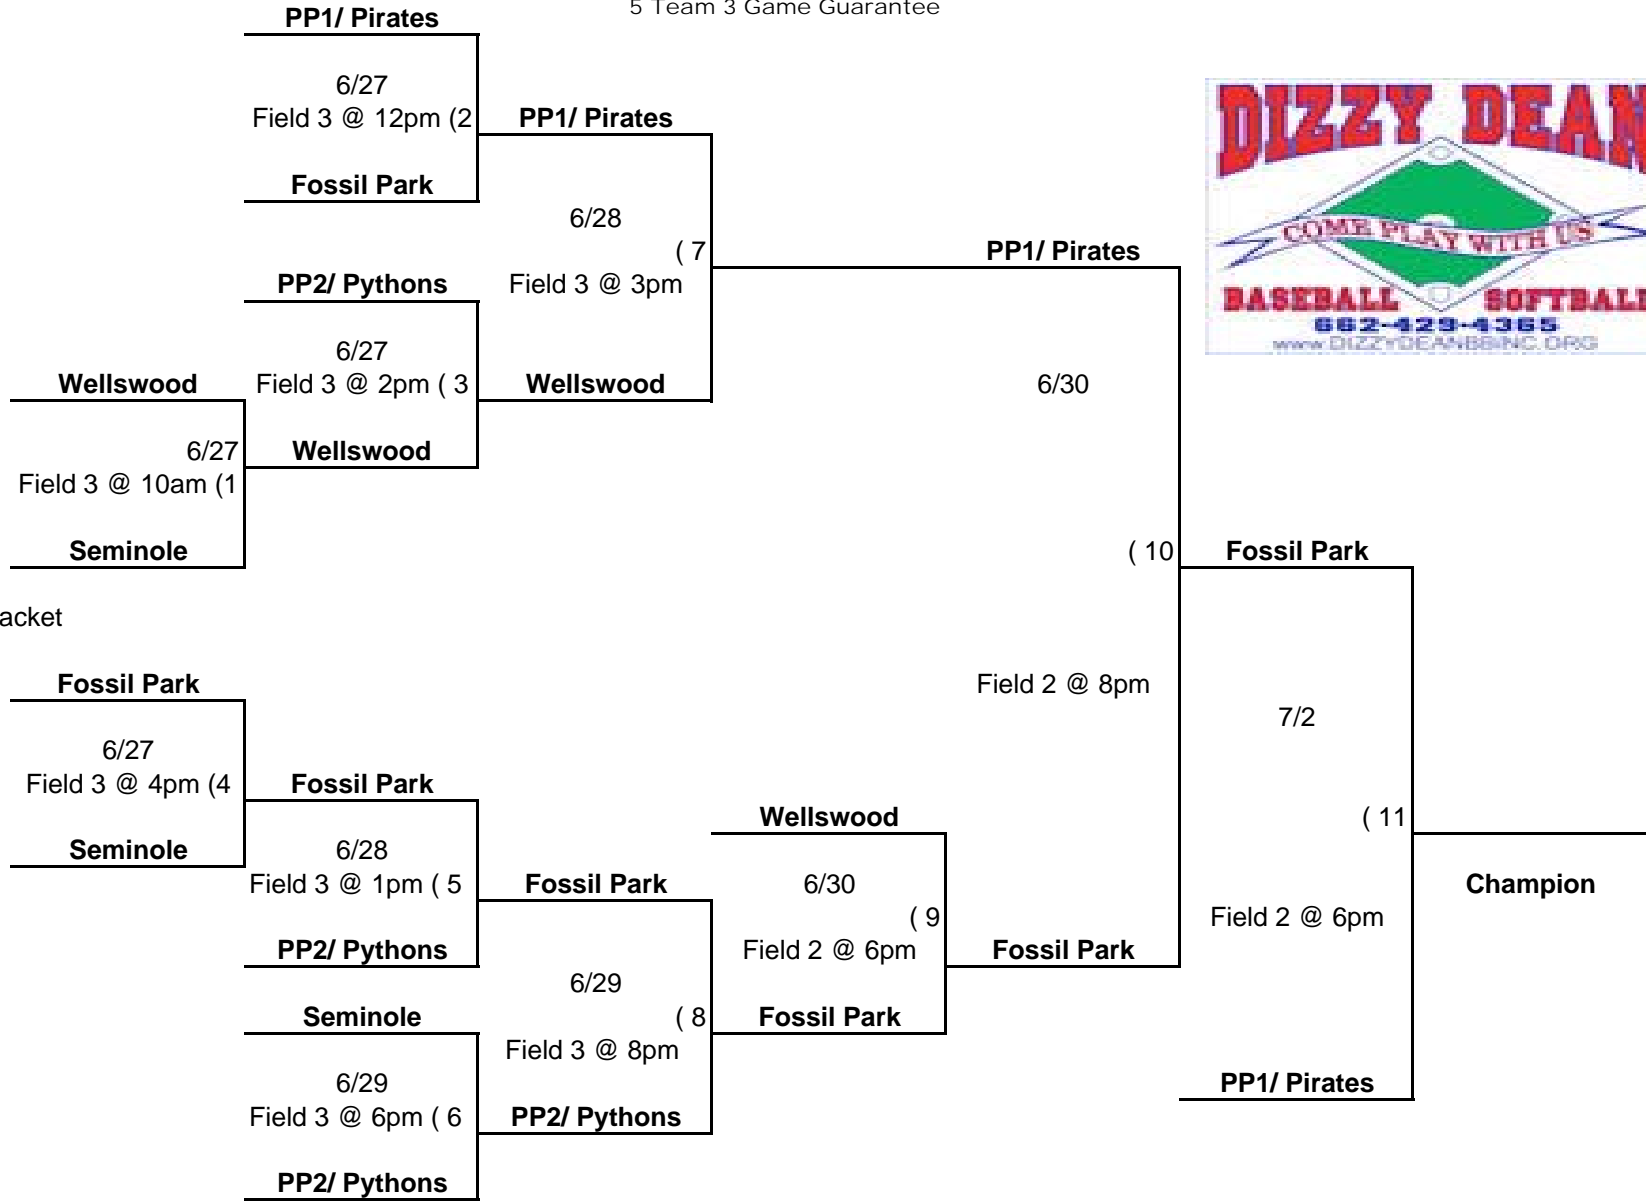 5 Team 3 Game Guarantee
PP1/ Pirates
6/27
Field 3 @ 12pm (2
PP1/ Pirates
Fossil Park
6/28
( 7
Field 3 @ 3pm
PP1/ Pirates
PP2/ Pythons
6/27
Field 3 @ 2pm ( 3
Wellswood
Wellswood
6/27
Field 3 @ 10am (1
Wellswood
Seminole
6/30
( 10
Field 2 @ 8pm
Fossil Park
DIZZY DEAN
COME PLAY WITH US
BASEBALL SOFTBALL
662-429-4365
www.DIZZYDEANBBINC.ORG
acket
Fossil Park
6/27
Field 3 @ 4pm (4
Fossil Park
Seminole
6/28
Field 3 @ 1pm ( 5
Fossil Park
PP2/ Pythons
6/29
( 8
Field 3 @ 8pm
Seminole
6/29
Field 3 @ 6pm ( 6
PP2/ Pythons
PP2/ Pythons
Wellswood
6/30
( 9
Field 2 @ 6pm
Fossil Park
Fossil Park
7/2
( 11
Field 2 @ 6pm
Champion
PP1/ Pirates